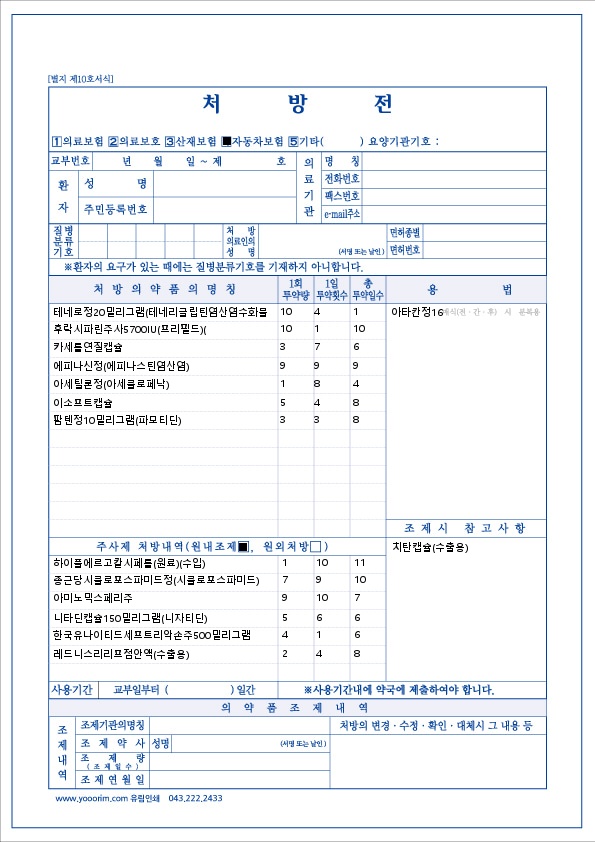 [별지 제10호서식]
처 방 전
1의료보험 2의료보호 3산재보험 ■자동차보험 5기타( ) 요양기관기호 :
교부번호 년 월 일 ~ 제 호
의료기관
명 칭
전화번호
팩스번호
e-mail주소
환자
성 명
주민등록번호
질병분류기호
처 방 의료인의 성 명
(서명 또는 날인)
면허종별
면허번호
※환자의 요구가 있는 때에는 질병분류기호를 기재하지 아니합니다.
처 방 의 약 품 의 명 칭 1회 투약량 1일 투약횟수 총 투약일수 용 법
테네로정20밀리그램(테네리글립틴염산염수화물 10 4 1
후락시파린주사5700IU(프리필드)( 10 1 10
카세틀연질캅슐 3 7 6
에피나신정(에피나스틴염산염) 9 9 9
아세틸론정(아세클로페낙) 1 8 4
이소프트캅슐 5 4 8
팜텐정10밀리그램(파모티딘) 3 3 8
아타칸정16
조 제 시 참 고 사 항
치탄캅슐(수출용)
주사제 처방내역(원내조제■, 원외처방□)
하이플에르고칼시페롤(원료)(수입) 1 10 11
종근당시클로포스파미드정(시클로포스파미드) 7 9 10
아미노믹스페리주 9 10 7
니타딘캅슐150밀리그램(니자티딘) 5 6 6
한국유나이티드세프트리악손주500밀리그램 4 1 6
레드니스리리프점안액(수출용) 2 4 8
사용기간 교부일부터 ( )일간 ※사용기간내에 약국에 제출하여야 합니다.
의 약 품 조 제 내 역
조제내역
조제기관의명칭
처방의 변경·수정·확인·대체시 그 내용 등
조 제 약 사 성명 (서명 또는 날인)
조 제 량
(조제일수)
조제연월일
www.yooorim.com 유림인쇄 043.222.2433